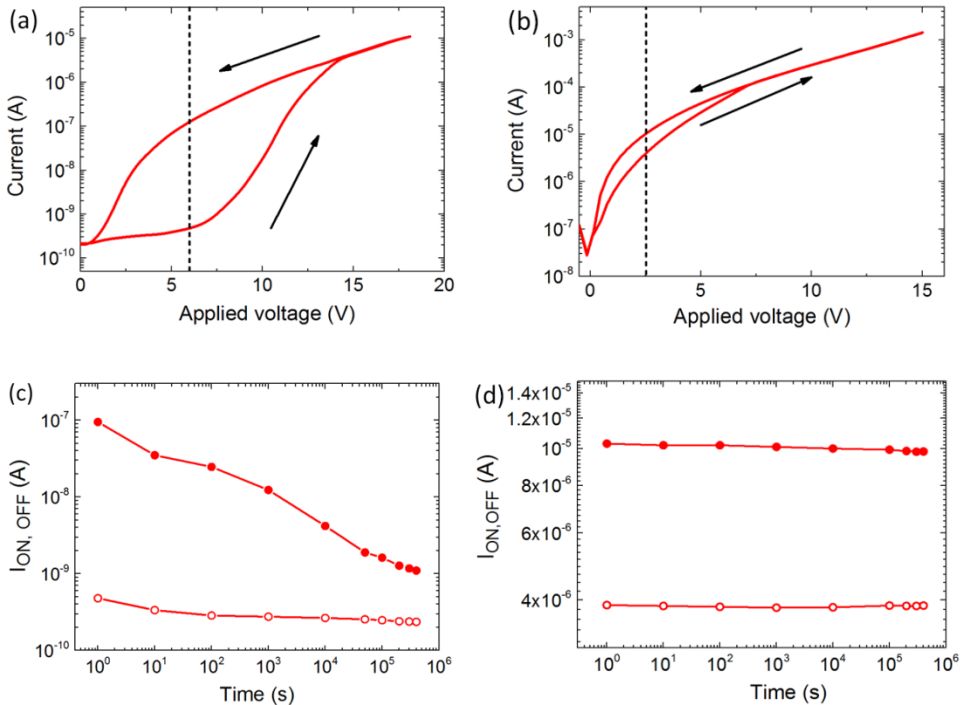 (a)
10⁻⁵
10⁻⁶
10⁻⁷
10⁻⁸
10⁻⁹
10⁻¹⁰
Current (A)
0 5 10 15 20
Applied voltage (V)
(b)
10⁻³
10⁻⁴
10⁻⁵
10⁻⁶
10⁻⁷
10⁻⁸
Current (A)
0 5 10 15
Applied voltage (V)
(c)
10⁻⁷
10⁻⁸
10⁻⁹
10⁻¹⁰
I_ON, OFF (A)
10⁰ 10¹ 10² 10³ 10⁴ 10⁵ 10⁶
Time (s)
(d)
1.4x10⁻⁵
1.2x10⁻⁵
10⁻⁵
8x10⁻⁶
6x10⁻⁶
4x10⁻⁶
I_ON,OFF (A)
10⁰ 10¹ 10² 10³ 10⁴ 10⁵ 10⁶
Time (s)